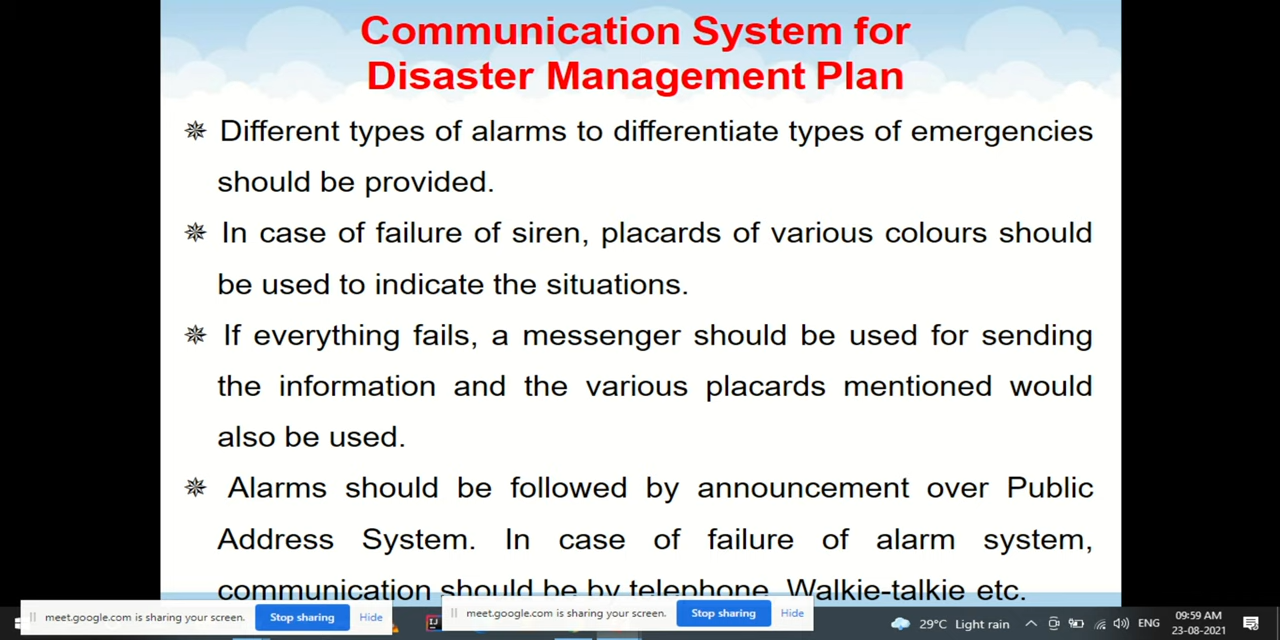 Communication System for
Disaster Management Plan
Different types of alarms to differentiate types of emergencies
should be provided.
In case of failure of siren, placards of various colours should
be used to indicate the situations.
If everything fails, a messenger should be used for sending
the information and the various placards mentioned would
also be used.
Alarms should be followed by announcement over Public
Address System. In case of failure of alarm system,
communication should be by telephone, Walkie-talkie etc.
meet.google.com is sharing your screen. Stop sharing Hide
meet.google.com is sharing your screen. Stop sharing Hide
29°C Light rain ENG 09:59 AM
23-08-2021